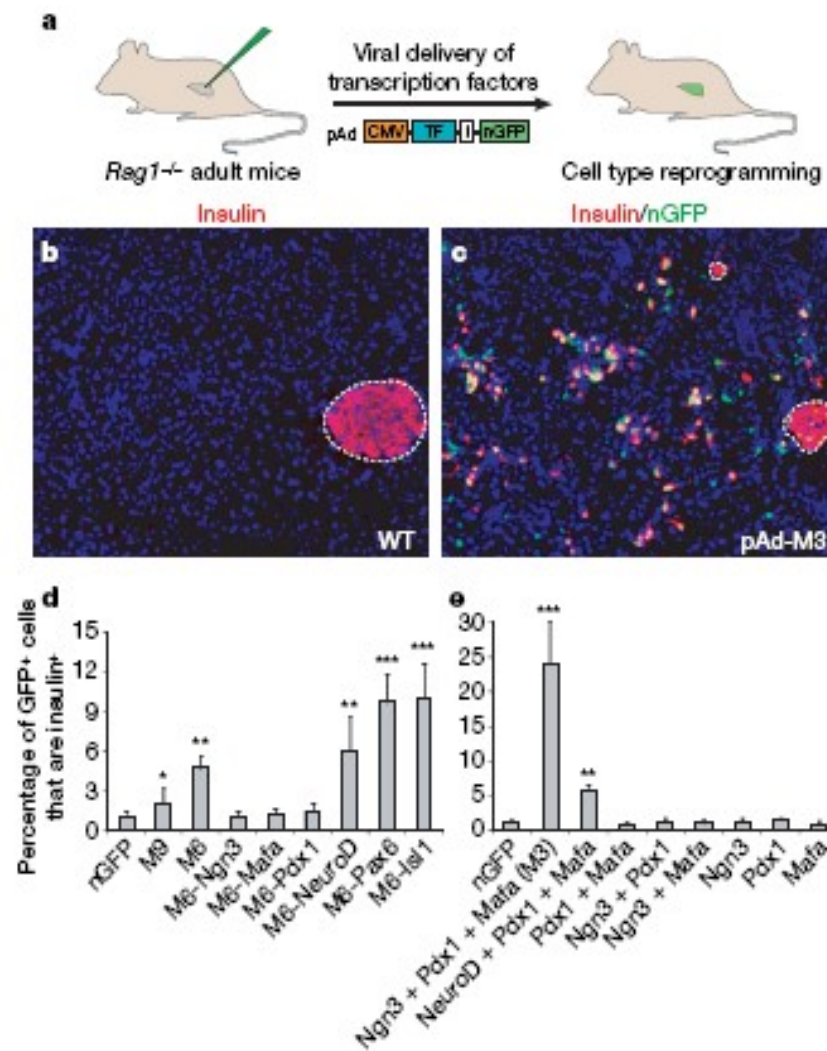 a
Viral delivery of
transcription factors
pAd CMV TF I nGFP
Rag1–/– adult mice
Cell type reprogramming
Insulin
Insulin/nGFP
b
c
WT
pAd-M3
d
e
Percentage of GFP+ cells
that are insulin+
15
12
9
6
3
0
*
**
**
***
***
nGFP
M9
M6
M6-Ngn3
M6-Mafa
M6-Pdx1
M6-NeuroD
M6-Pax6
M6-Isl1
30
25
20
15
10
5
0
***
**
nGFP
Ngn3 + Pdx1 + Mafa (M3)
NeuroD + Pdx1 + Mafa
Pdx1 + Mafa
Ngn3 + Pdx1
Ngn3 + Mafa
Ngn3
Pdx1
Mafa